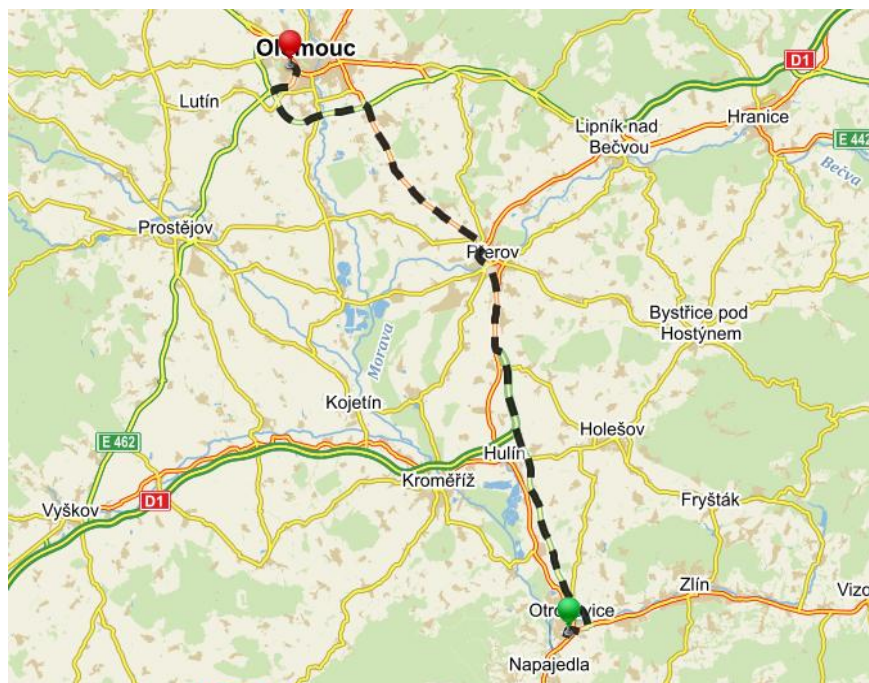 Olomouc
D1
Lutín
Hranice
Lipník nad
Bečvou
E 442
Bečva
Prostějov
Přerov
Bystřice pod
Hostýnem
Morava
Kojetín
Holešov
E 462
Hulín
Kroměříž
D1
Vyškov
Fryšták
Zlín
Vizo
Otrokovice
Napajedla